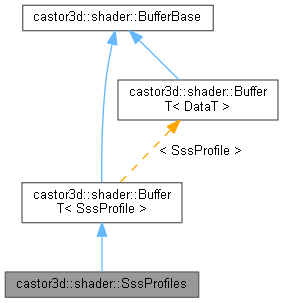 castor3d::shader::BufferBase
castor3d::shader::Buffer
T< DataT >
< SssProfile >
castor3d::shader::Buffer
T< SssProfile >
castor3d::shader::SssProfiles